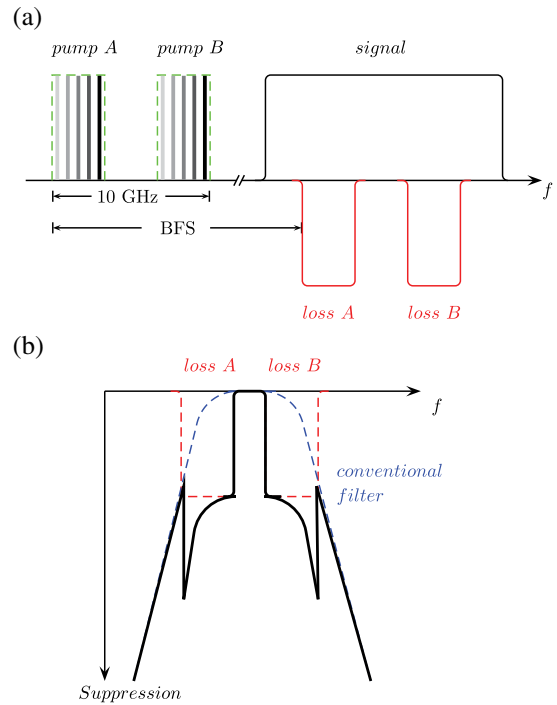 (a)
pump A pump B signal
10 GHz
f
BFS
loss A loss B
(b)
loss A loss B
f
conventional
filter
Suppression